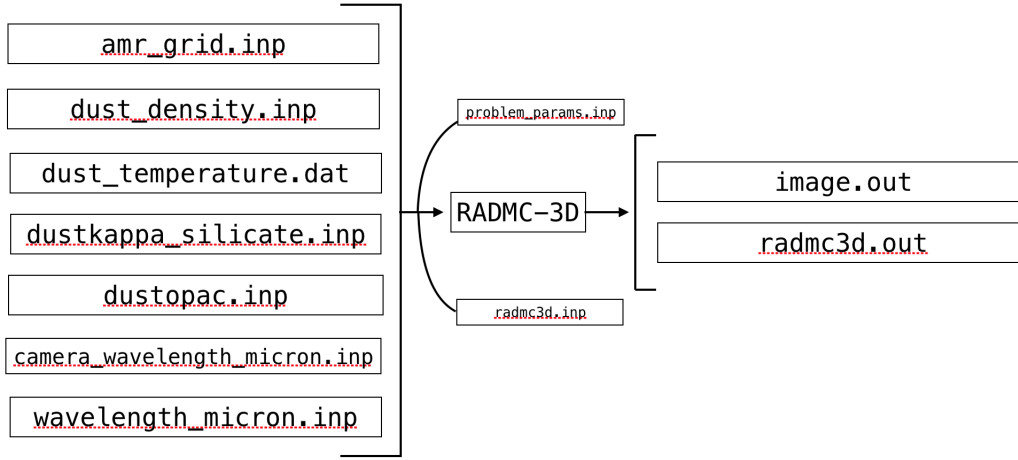 amr_grid.inp
dust_density.inp
dust_temperature.dat
dustkappa_silicate.inp
dustopac.inp
camera_wavelength_micron.inp
wavelength_micron.inp
problem_params.inp
RADMC-3D
radmc3d.inp
image.out
radmc3d.out